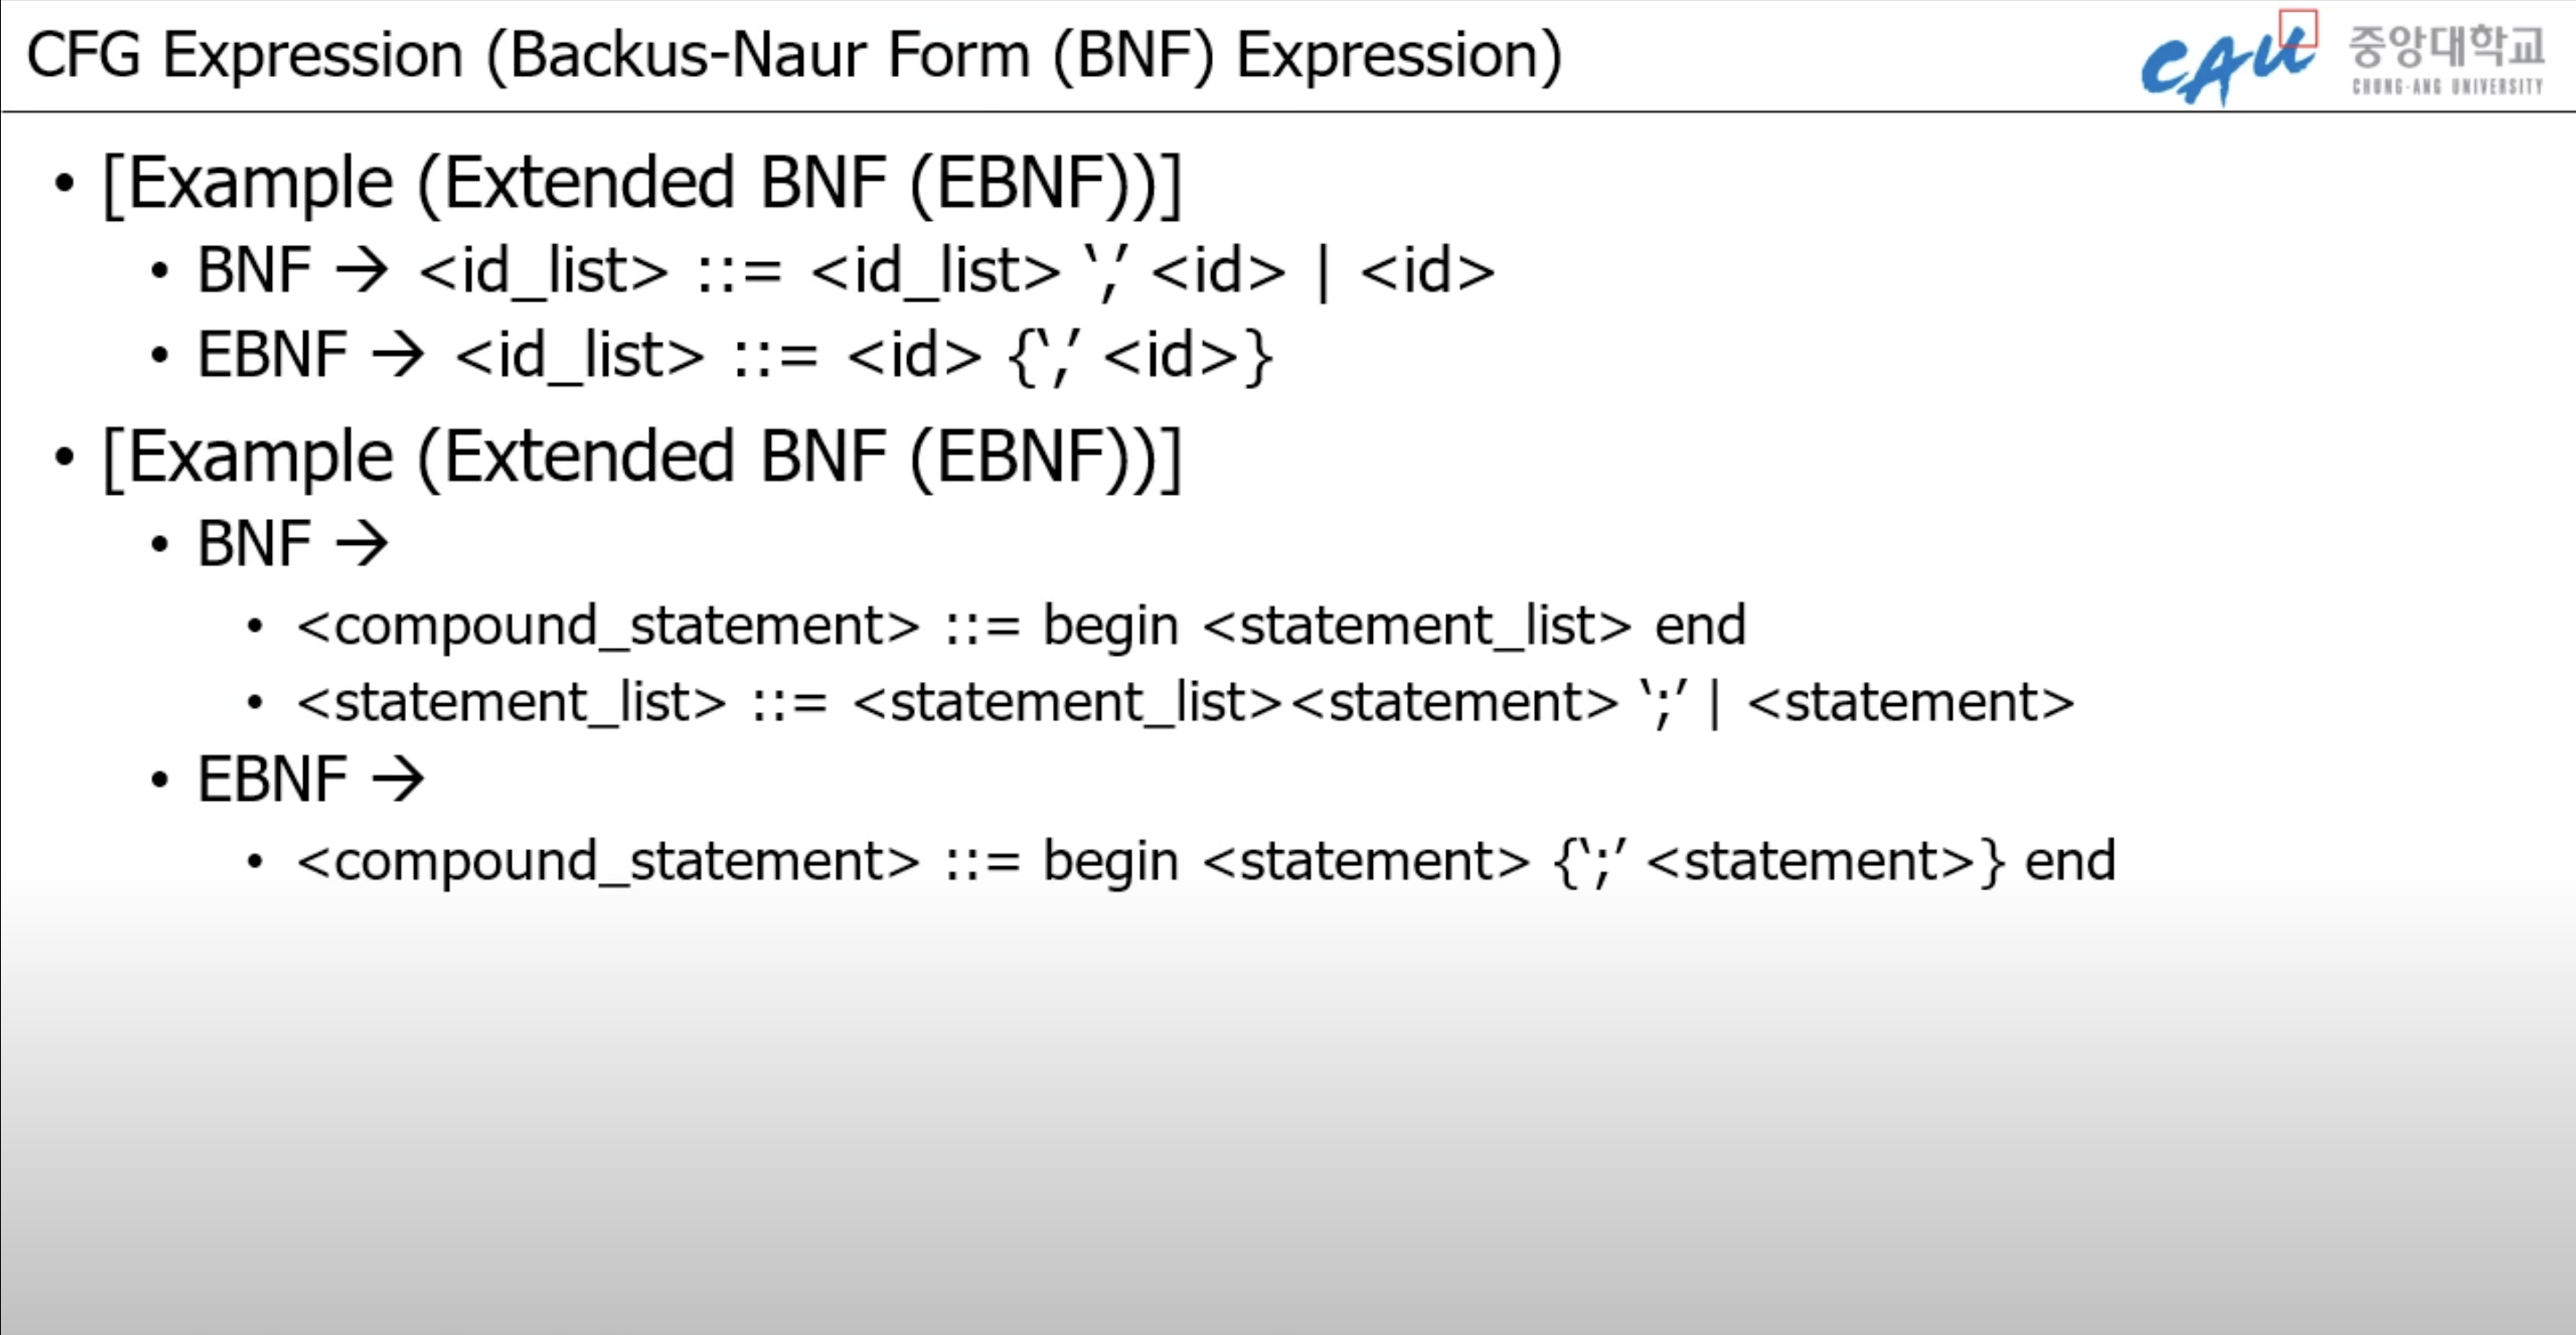 CFG Expression (Backus-Naur Form (BNF) Expression)
CAU 중앙대학교
CHUNG-ANG UNIVERSITY
• [Example (Extended BNF (EBNF))]
• BNF → <id_list> ::= <id_list> ‘,’ <id> | <id>
• EBNF → <id_list> ::= <id> {‘,’ <id>}
• [Example (Extended BNF (EBNF))]
• BNF →
• <compound_statement> ::= begin <statement_list> end
• <statement_list> ::= <statement_list><statement> ‘;’ | <statement>
• EBNF →
• <compound_statement> ::= begin <statement> {‘;’ <statement>} end